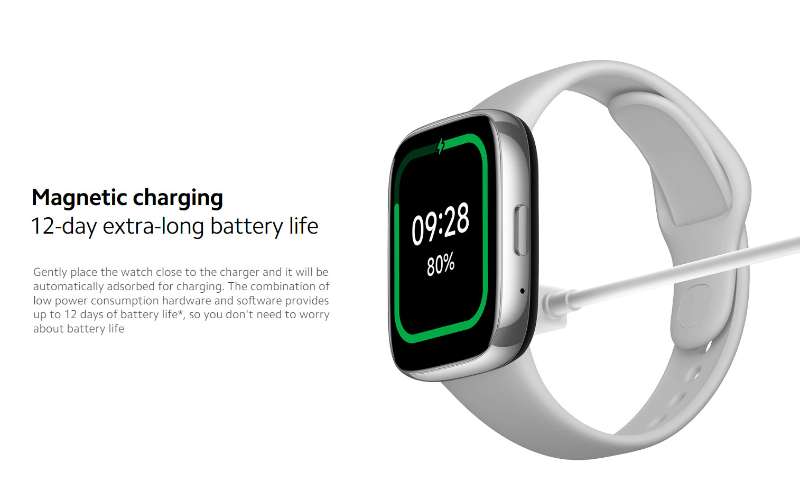 Magnetic charging
12-day extra-long battery life
Gently place the watch close to the charger and it will be
automatically adsorbed for charging. The combination of
low power consumption hardware and software provides
up to 12 days of battery life*, so you don't need to worry
about battery life
09:28
80%